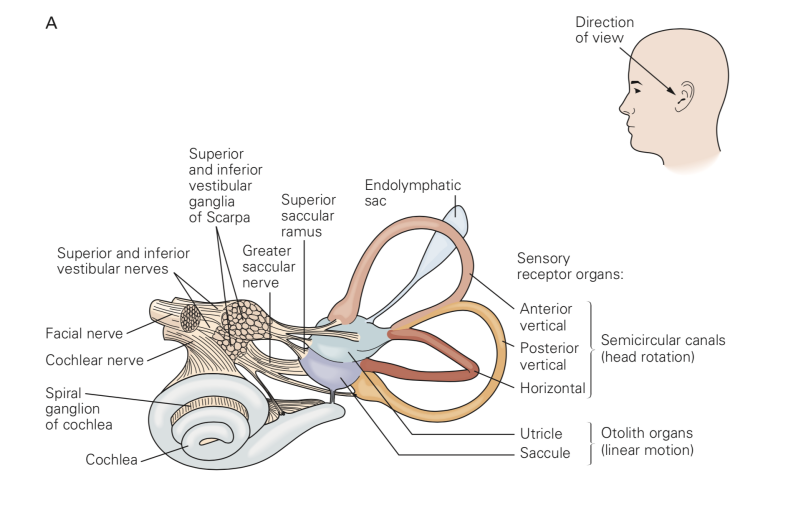 A
Direction
of view
Superior
and inferior
vestibular
ganglia
of Scarpa
Superior
saccular
ramus
Endolymphatic
sac
Superior and inferior
vestibular nerves
Greater
saccular
nerve
Sensory
receptor organs:
Anterior
vertical
Posterior
vertical
Horizontal
Semicircular canals
(head rotation)
Facial nerve
Cochlear nerve
Spiral
ganglion
of cochlea
Cochlea
Utricle
Saccule
Otolith organs
(linear motion)